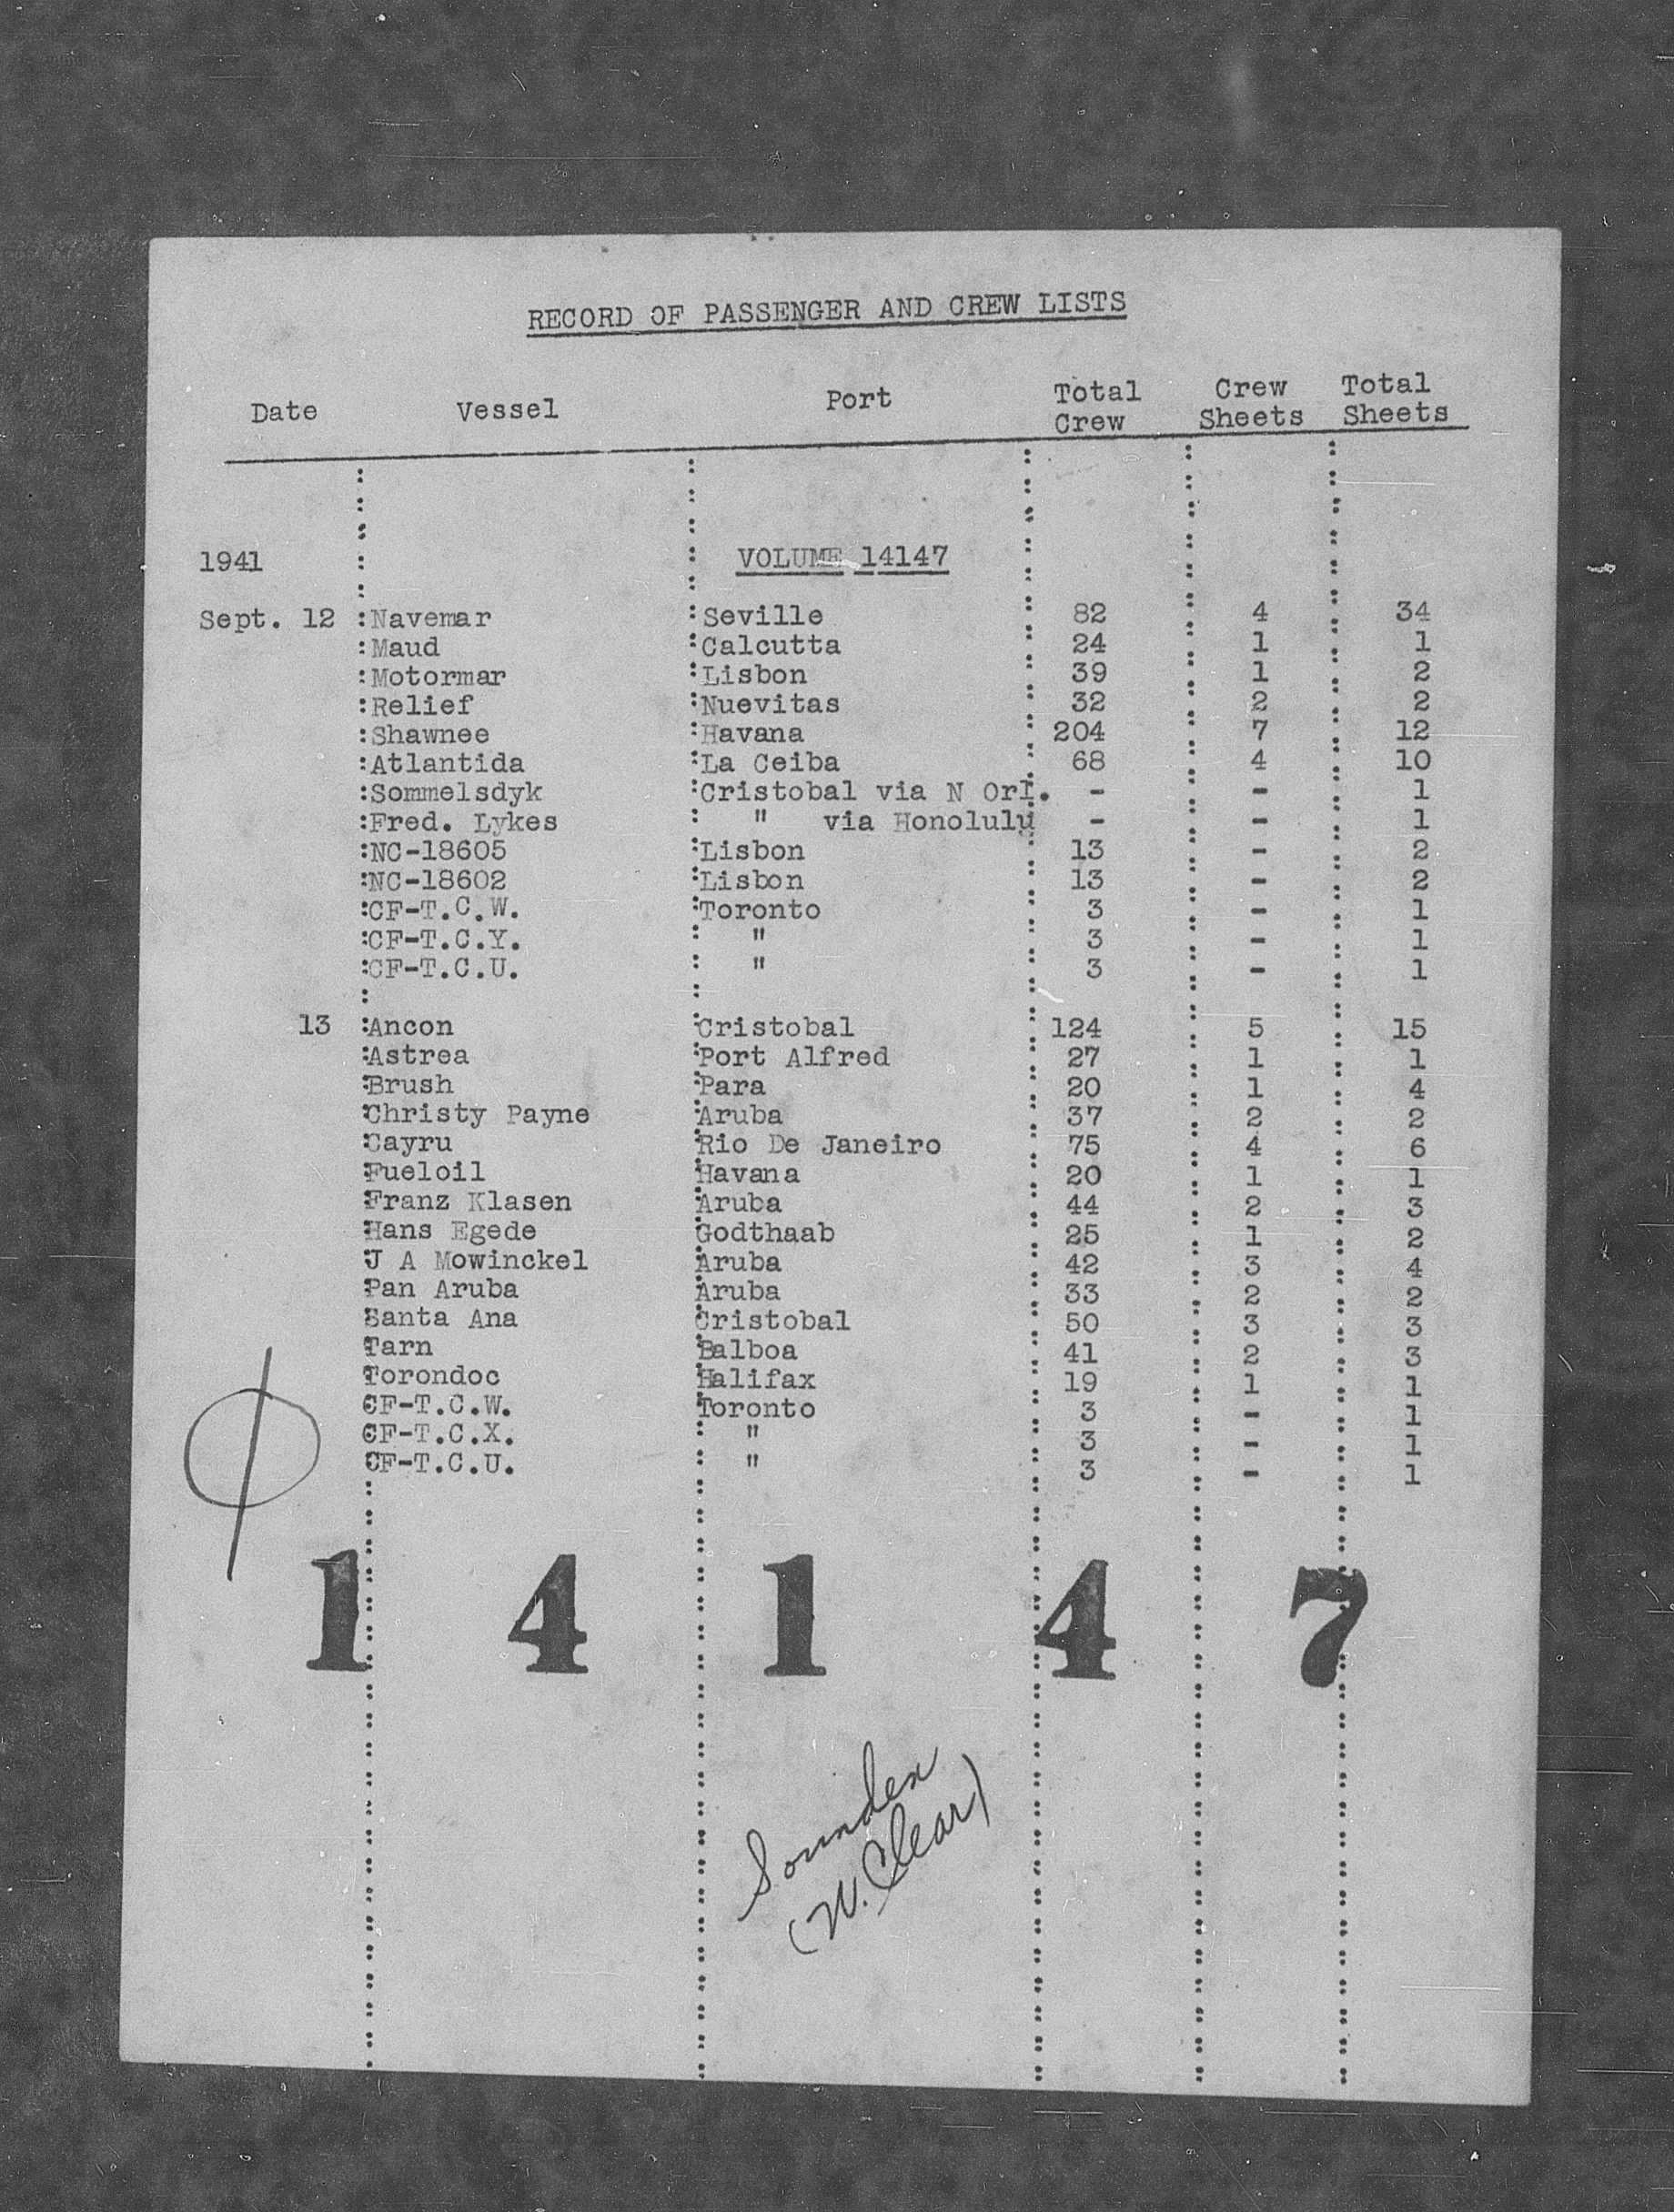 RECORD OF PASSENGER AND CREW LISTS
Date Vessel Port Total Crew Crew Sheets Total Sheets
1941 VOLUME 14147
Sept. 12 :Navemar :Seville 82 4 34
:Maud :Calcutta 24 1 1
:Motormar :Lisbon 39 1 2
:Relief :Nuevitas 32 2 2
:Shawnee :Havana 204 7 12
:Atlantida :La Ceiba 68 4 10
:Sommelsdyk :Cristobal via N Orl. - - 1
:Fred. Lykes : " via Honolulu - - 1
:NC-18605 :Lisbon 13 - 2
:NC-18602 :Lisbon 13 - 2
:CF-T.C.W. :Toronto 3 - 1
:CF-T.C.Y. : " 3 - 1
:CF-T.C.U. : " 3 - 1
13 :Ancon :Cristobal 124 5 15
:Astrea :Port Alfred 27 1 1
:Brush :Para 20 1 4
Christy Payne Aruba 37 2 2
Cayru Rio De Janeiro 75 4 6
Fueloil Havana 20 1 1
Franz Klasen Aruba 44 2 3
Hans Egede Godthaab 25 1 2
J A Mowinckel Aruba 42 3 4
Pan Aruba Aruba 33 2 2
Santa Ana Cristobal 50 3 3
Tarn Balboa 41 2 3
Torondoc Halifax 19 1 1
CF-T.C.W. Toronto 3 - 1
CF-T.C.X. " 3 - 1
CF-T.C.U. " 3 - 1
1 4 1 4 7
Soundex
(W. Clear)